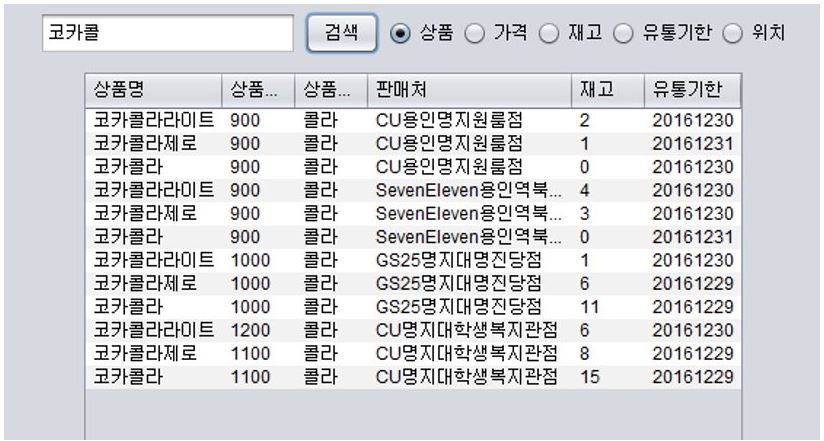 코카콜 검색 상품 가격 재고 유통기한 위치
상품명 상품... 상품... 판매처 재고 유통기한
코카콜라라이트 900 콜라 CU용인명지원룸점 2 20161230
코카콜라제로 900 콜라 CU용인명지원룸점 1 20161231
코카콜라 900 콜라 CU용인명지원룸점 0 20161230
코카콜라라이트 900 콜라 SevenEleven용인역북... 4 20161230
코카콜라제로 900 콜라 SevenEleven용인역북... 3 20161230
코카콜라 900 콜라 SevenEleven용인역북... 0 20161231
코카콜라라이트 1000 콜라 GS25명지대명진당점 1 20161230
코카콜라제로 1000 콜라 GS25명지대명진당점 6 20161229
코카콜라 1000 콜라 GS25명지대명진당점 11 20161229
코카콜라라이트 1200 콜라 CU명지대학생복지관점 6 20161230
코카콜라제로 1100 콜라 CU명지대학생복지관점 8 20161229
코카콜라 1100 콜라 CU명지대학생복지관점 15 20161229